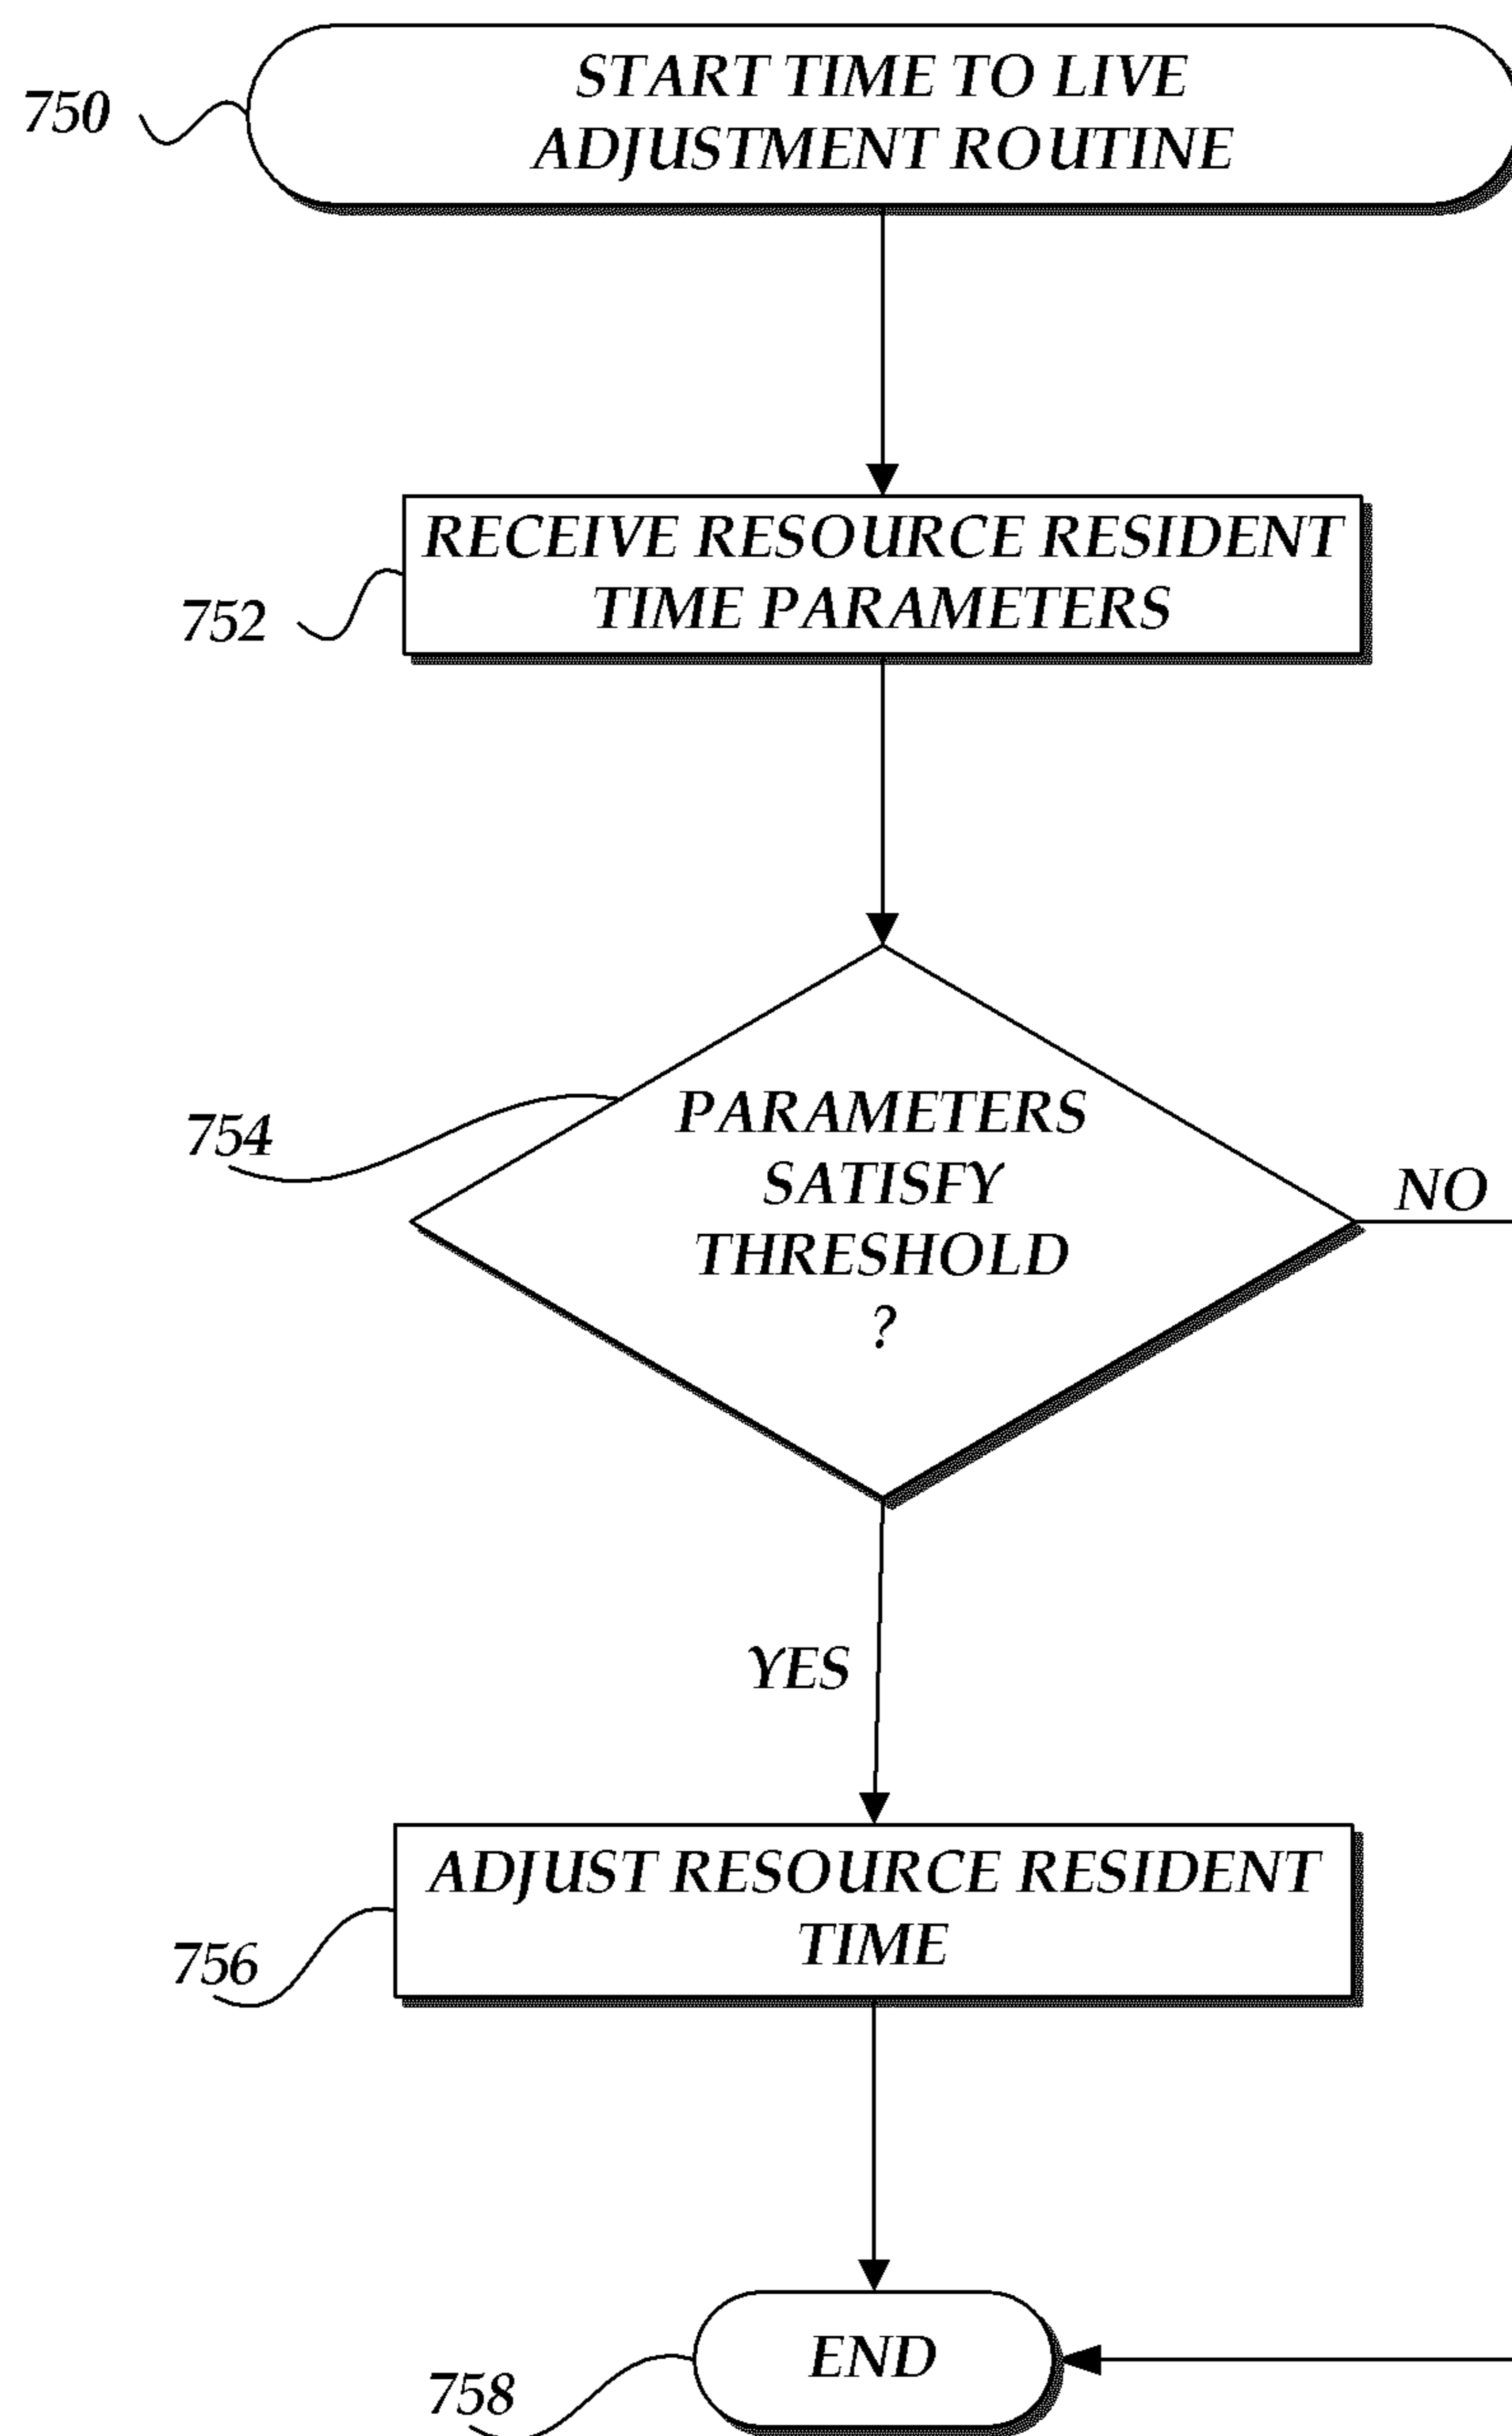 START TIME TO LIVE
ADJUSTMENT ROUTINE
750
RECEIVE RESOURCE RESIDENT
TIME PARAMETERS
752
PARAMETERS
SATISFY
THRESHOLD
?
754
NO
YES
ADJUST RESOURCE RESIDENT
TIME
756
END
758